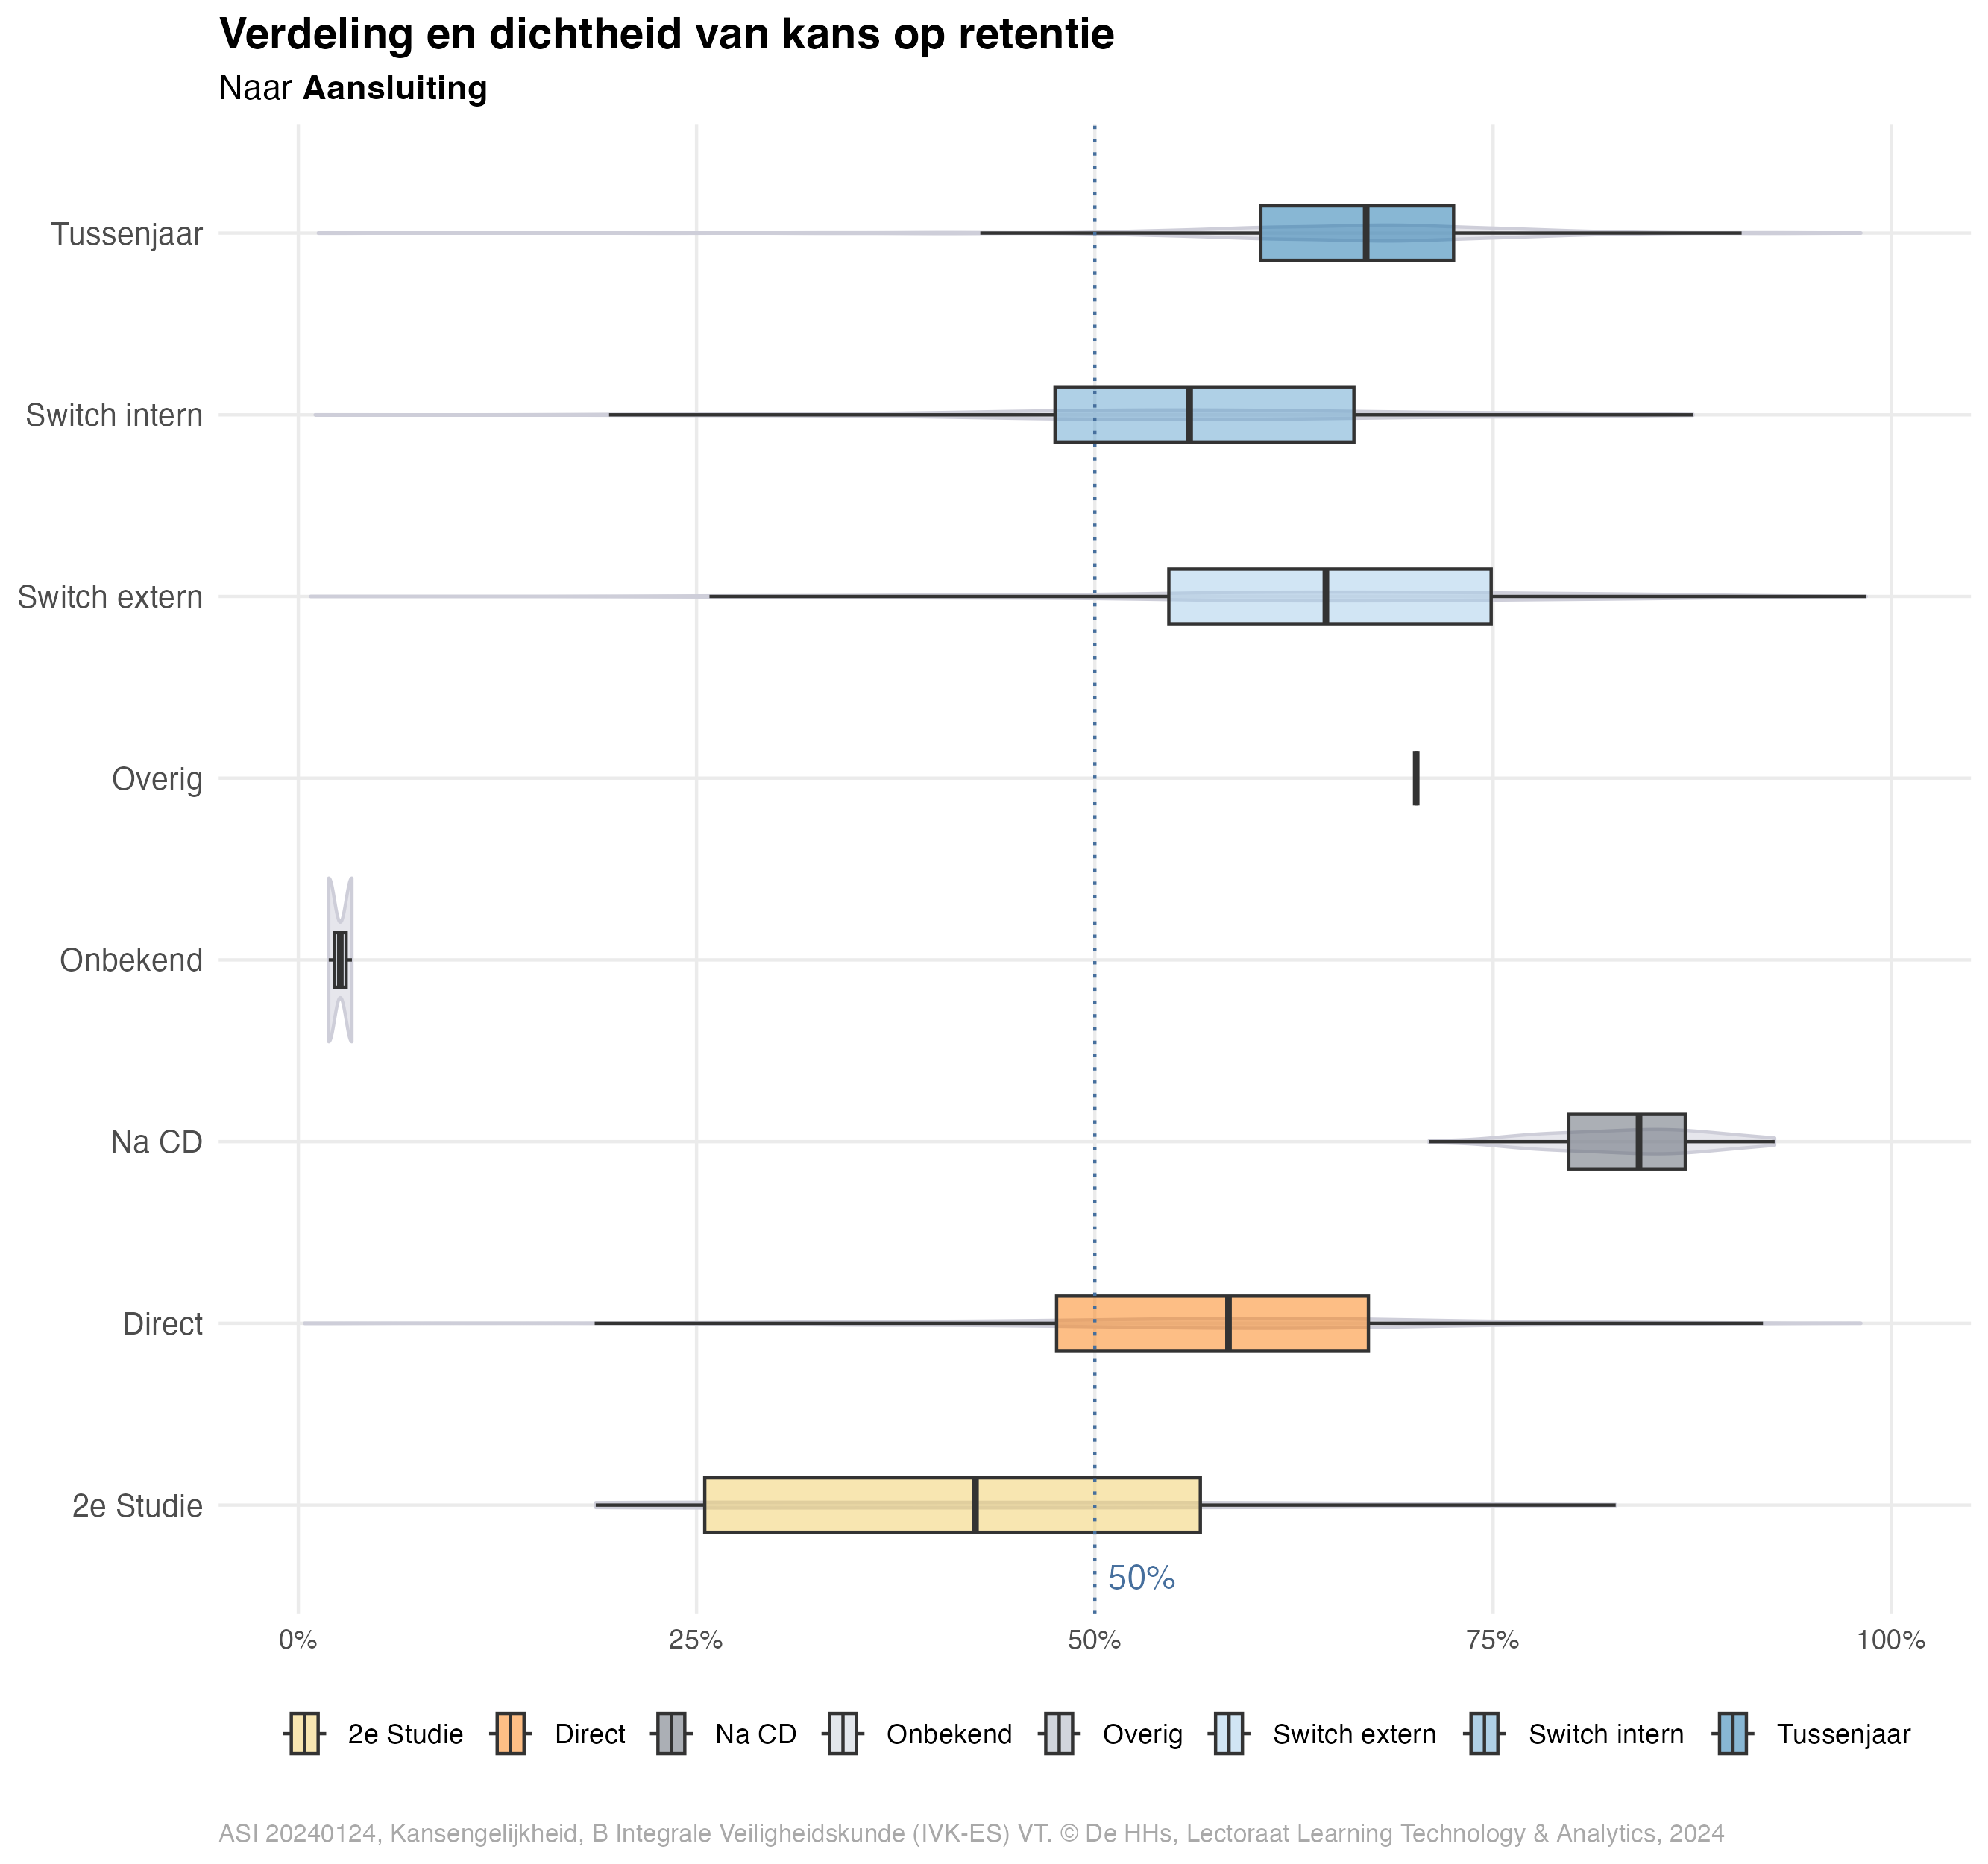 Verdeling en dichtheid van kans op retentie
Naar Aansluiting
Tussenjaar
Switch intern
Switch extern
Overig
Onbekend
Na CD
Direct
2e Studie
50%
0% 25% 50% 75% 100%
2e Studie Direct Na CD Onbekend Overig Switch extern Switch intern Tussenjaar
ASI 20240124, Kansengelijkheid, B Integrale Veiligheidskunde (IVK-ES) VT. © De HHs, Lectoraat Learning Technology & Analytics, 2024